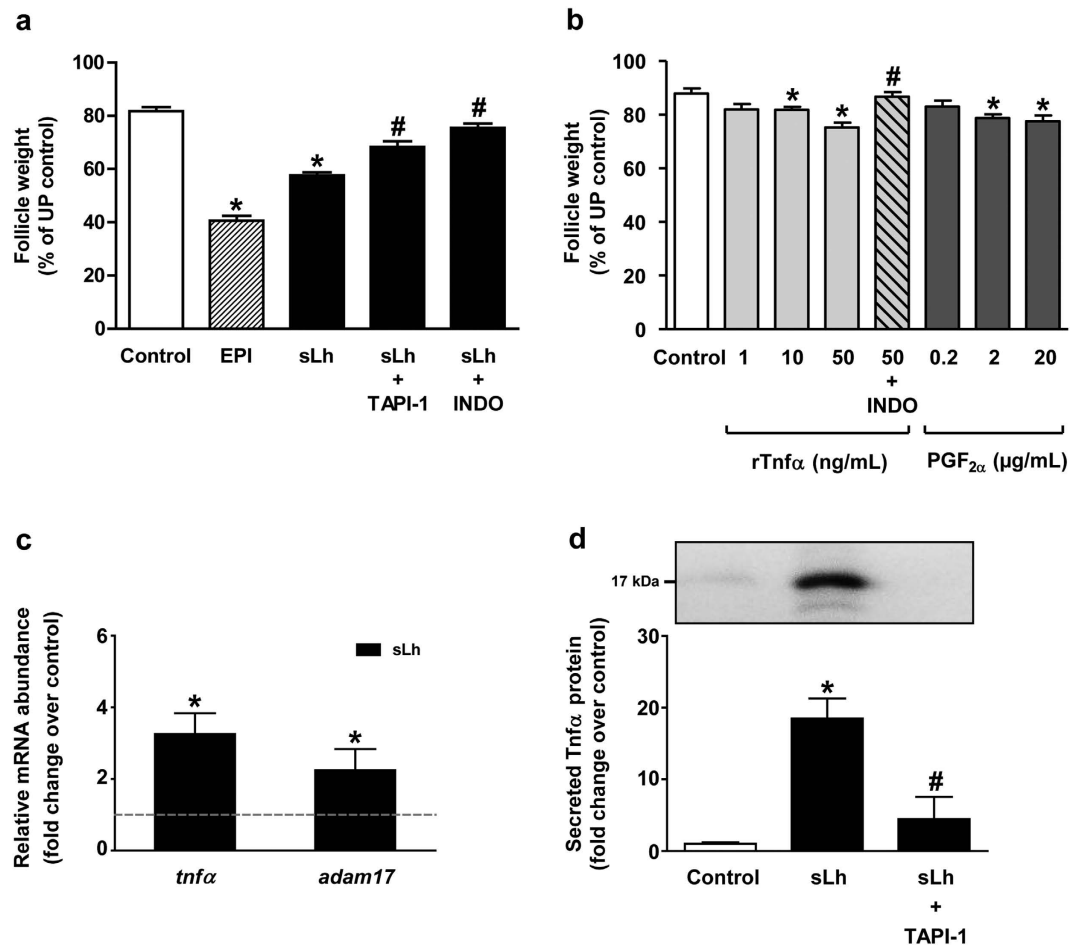 a
Follicle weight
(% of UP control)
100
80
60
40
20
0
*
*
#
#
Control EPI sLh sLh sLh
+ +
TAPI-1 INDO
b
Follicle weight
(% of UP control)
100
80
60
40
20
0
*
*
#
*
*
Control 1 10 50 50 0.2 2 20
+
INDO
rTnfα (ng/mL) PGF2α (µg/mL)
c
Relative mRNA abundance
(fold change over control)
6
4
2
0
sLh
*
*
tnfα adam17
d
17 kDa
Secreted Tnfα protein
(fold change over control)
30
20
10
0
*
#
Control sLh sLh
+
TAPI-1